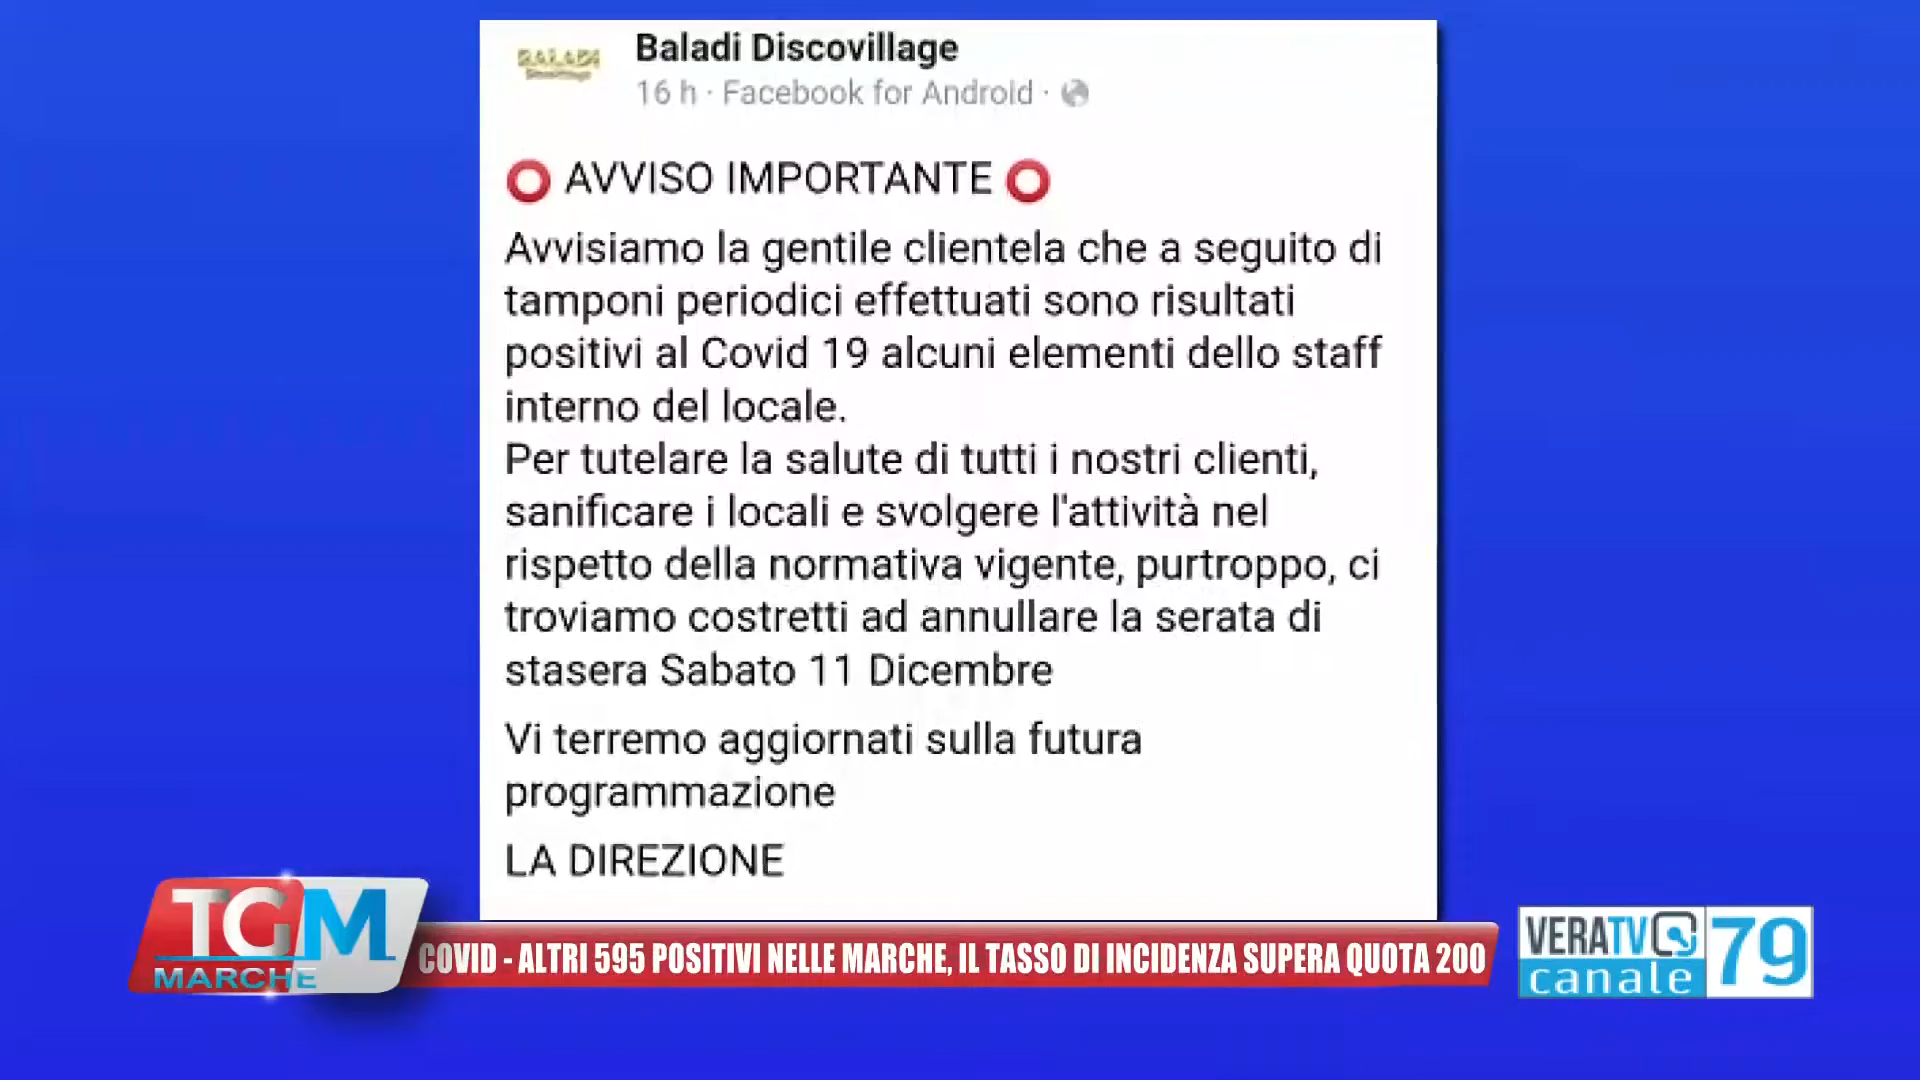 BALADI
Baladi Discovillage
16 h · Facebook for Android ·
⭕ AVVISO IMPORTANTE ⭕
Avvisiamo la gentile clientela che a seguito di
tamponi periodici effettuati sono risultati
positivi al Covid 19 alcuni elementi dello staff
interno del locale.
Per tutelare la salute di tutti i nostri clienti,
sanificare i locali e svolgere l'attività nel
rispetto della normativa vigente, purtroppo, ci
troviamo costretti ad annullare la serata di
stasera Sabato 11 Dicembre
Vi terremo aggiornati sulla futura
programmazione
LA DIREZIONE
TGM
MARCHE
COVID - ALTRI 595 POSITIVI NELLE MARCHE, IL TASSO DI INCIDENZA SUPERA QUOTA 200
VERATV
canale
79